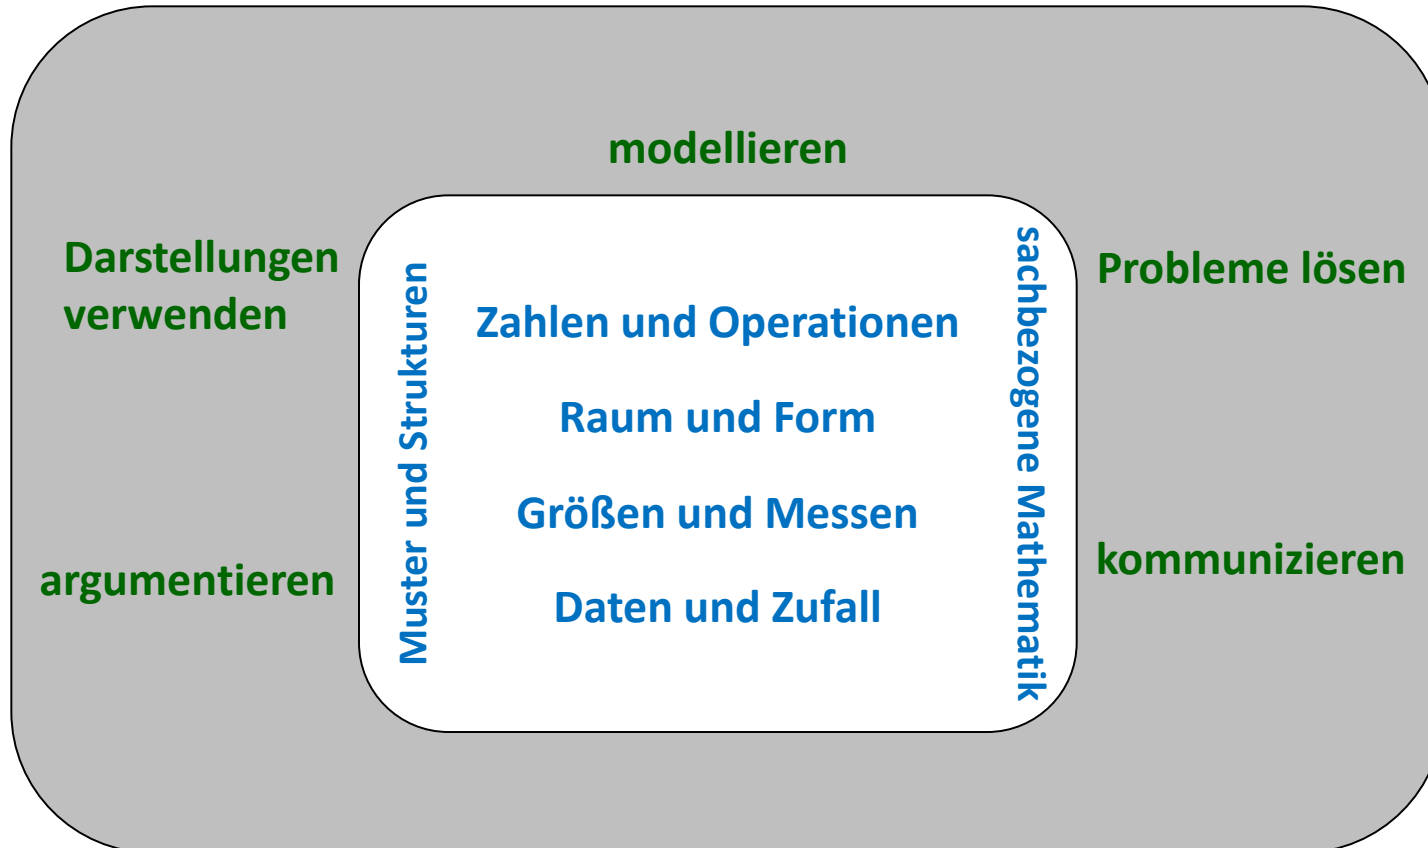 modellieren
Darstellungen
verwenden
Probleme lösen
argumentieren
kommunizieren
Muster und Strukturen
Zahlen und Operationen
Raum und Form
Größen und Messen
Daten und Zufall
sachbezogene Mathematik